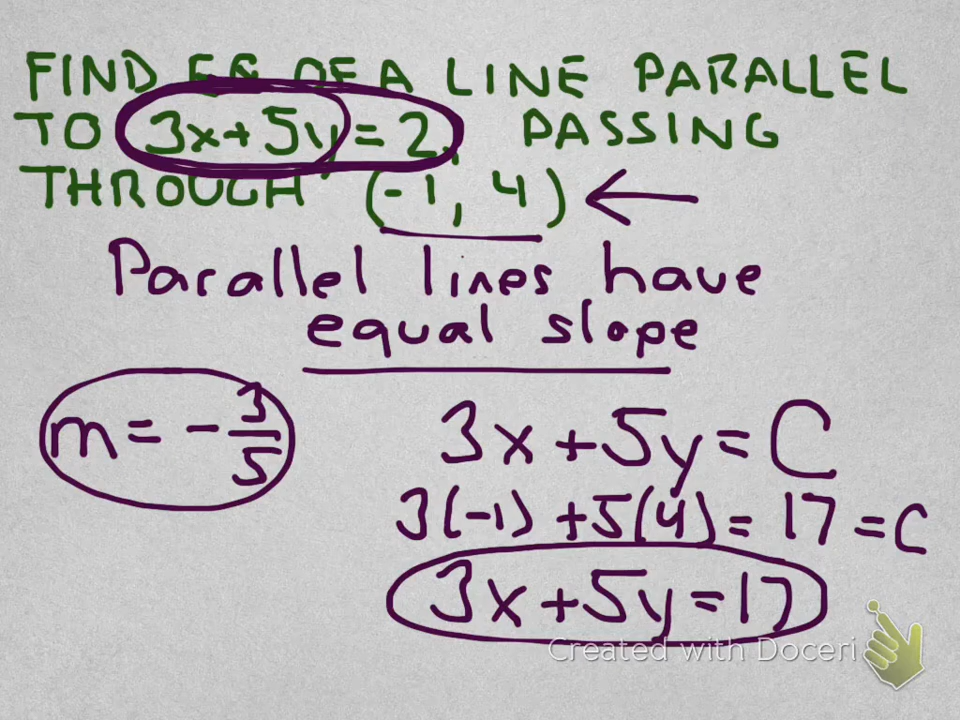 FIND EQ OF A LINE PARALLEL
TO 3x+5y=2, PASSING
THROUGH (-1, 4)
Parallel lines have
equal slope
m = -3/5
3x+5y=C
3(-1)+5(4)=17=C
3x+5y=17
Created with Doceri